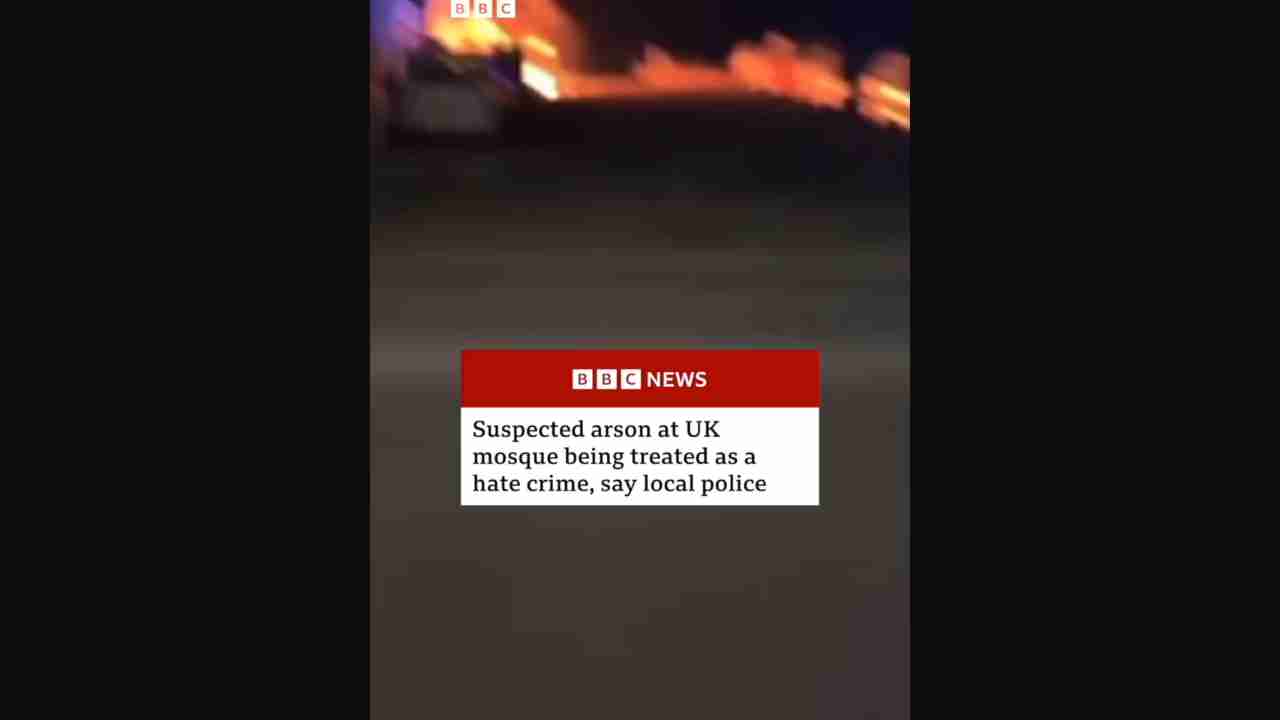 BBC
BBC NEWS
Suspected arson at UK
mosque being treated as a
hate crime, say local police